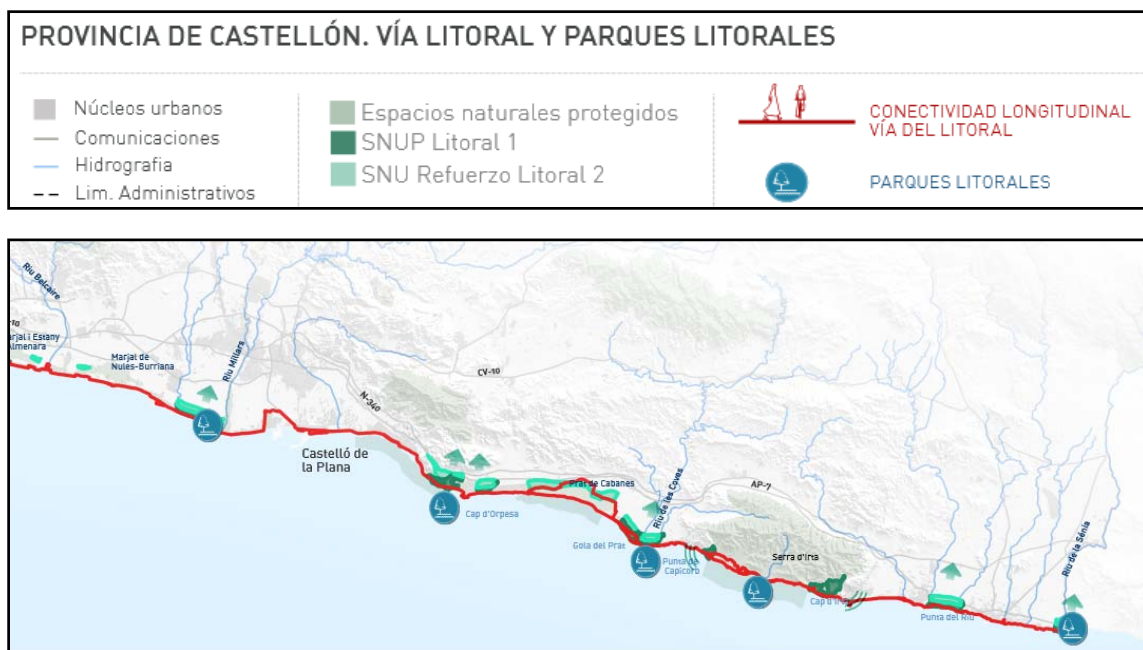 PROVINCIA DE CASTELLÓN. VÍA LITORAL Y PARQUES LITORALES
Núcleos urbanos
Comunicaciones
Hidrografia
Lim. Administrativos
Espacios naturales protegidos
SNUP Litoral 1
SNU Refuerzo Litoral 2
CONECTIVIDAD LONGITUDINAL
VÍA DEL LITORAL
PARQUES LITORALES
Riu Belcaire
Estany
Almenara
Marjal de
Nules-Burriana
Riu Millars
N-340
CV-10
Castelló de
la Plana
Cap d'Orpesa
Prat de Cabanes
Gola del Prat
Riu de les Coves
AP-7
Punta de
Capicorb
Serra d'Irta
Punta del Riu
Riu de la Sénia